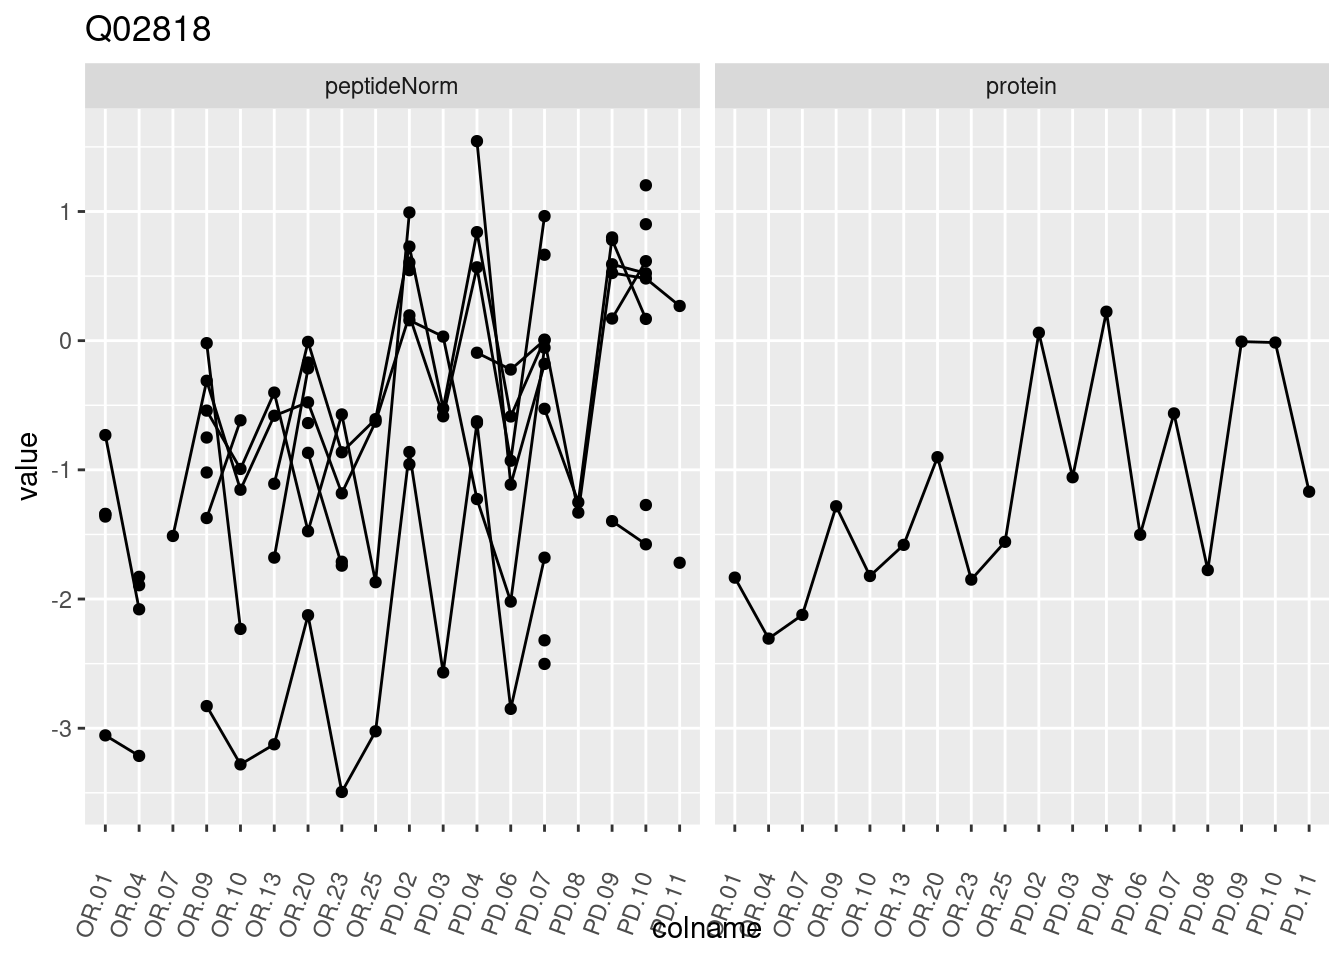 Q02818
peptideNorm protein
value
1
0
-1
-2
-3
OR.01 OR.04 OR.07 OR.09 OR.10 OR.13 OR.20 OR.23 OR.25 PD.02 PD.03 PD.04 PD.06 PD.07 PD.08 PD.09 PD.10 PD.11 OR.01 OR.04 OR.07 OR.09 OR.10 OR.13 OR.20 OR.23 OR.25 PD.02 PD.03 PD.04 PD.06 PD.07 PD.08 PD.09 PD.10 PD.11
colname